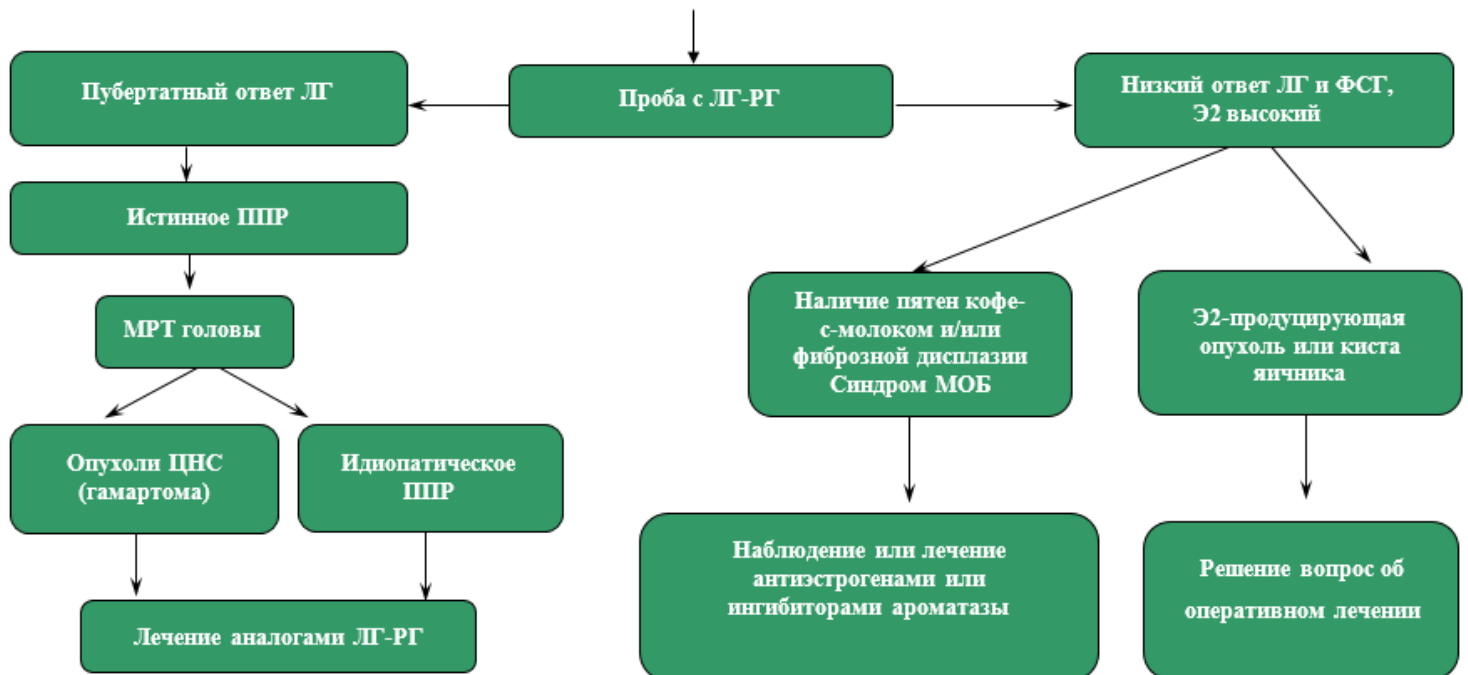 Пубертатный ответ ЛГ
Проба с ЛГ-РГ
Низкий ответ ЛГ и ФСГ,
Э2 высокий
Истинное ППР
МРТ головы
Наличие пятен кофе-
с-молоком и/или
фиброзной дисплазии
Синдром МОБ
Э2-продуцирующая
опухоль или киста
яичника
Опухоли ЦНС
(гамартома)
Идиопатическое
ППР
Наблюдение или лечение
антиэстрогенами или
ингибиторами ароматазы
Решение вопрос об
оперативном лечении
Лечение аналогами ЛГ-РГ